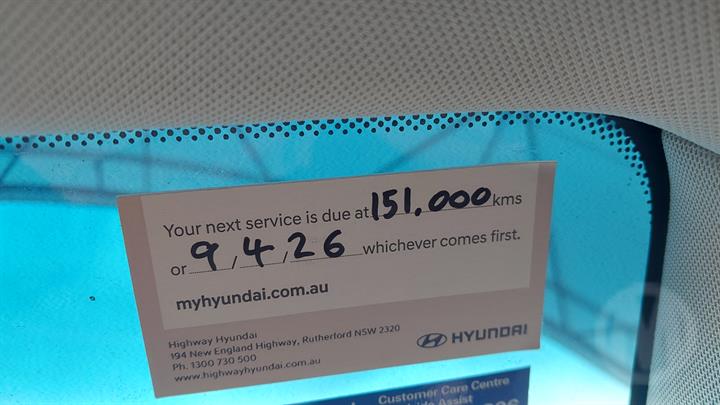 Your next service is due at 151,000 kms
or 9/4/26 whichever comes first.
myhyundai.com.au
Highway Hyundai
194 New England Highway, Rutherford NSW 2320
Ph. 1300 730 500
www.highwayhyundai.com.au
HYUNDAI
Customer Care Centre
Assist